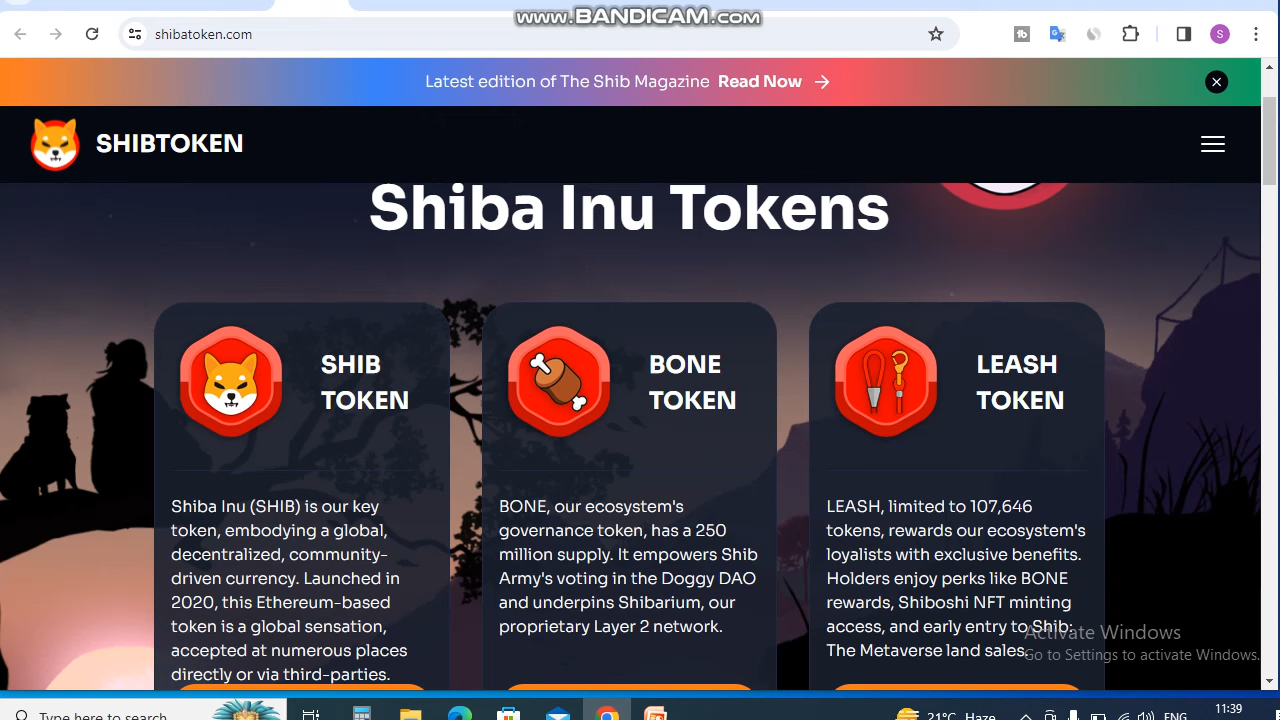 www.BANDICAM.com
shibatoken.com
S
Latest edition of The Shib Magazine Read Now →
SHIBTOKEN
Shiba Inu Tokens
SHIB
TOKEN
Shiba Inu (SHIB) is our key
token, embodying a global,
decentralized, community-
driven currency. Launched in
2020, this Ethereum-based
token is a global sensation,
accepted at numerous places
directly or via third-parties.
BONE
TOKEN
BONE, our ecosystem's
governance token, has a 250
million supply. It empowers Shib
Army's voting in the Doggy DAO
and underpins Shibarium, our
proprietary Layer 2 network.
LEASH
TOKEN
LEASH, limited to 107,646
tokens, rewards our ecosystem's
loyalists with exclusive benefits.
Holders enjoy perks like BONE
rewards, Shiboshi NFT minting
access, and early entry to Shib:
The Metaverse land sales.
Activate Windows
Go to Settings to activate Windows.
Type here to search
21°C Haze
ENG
11:39